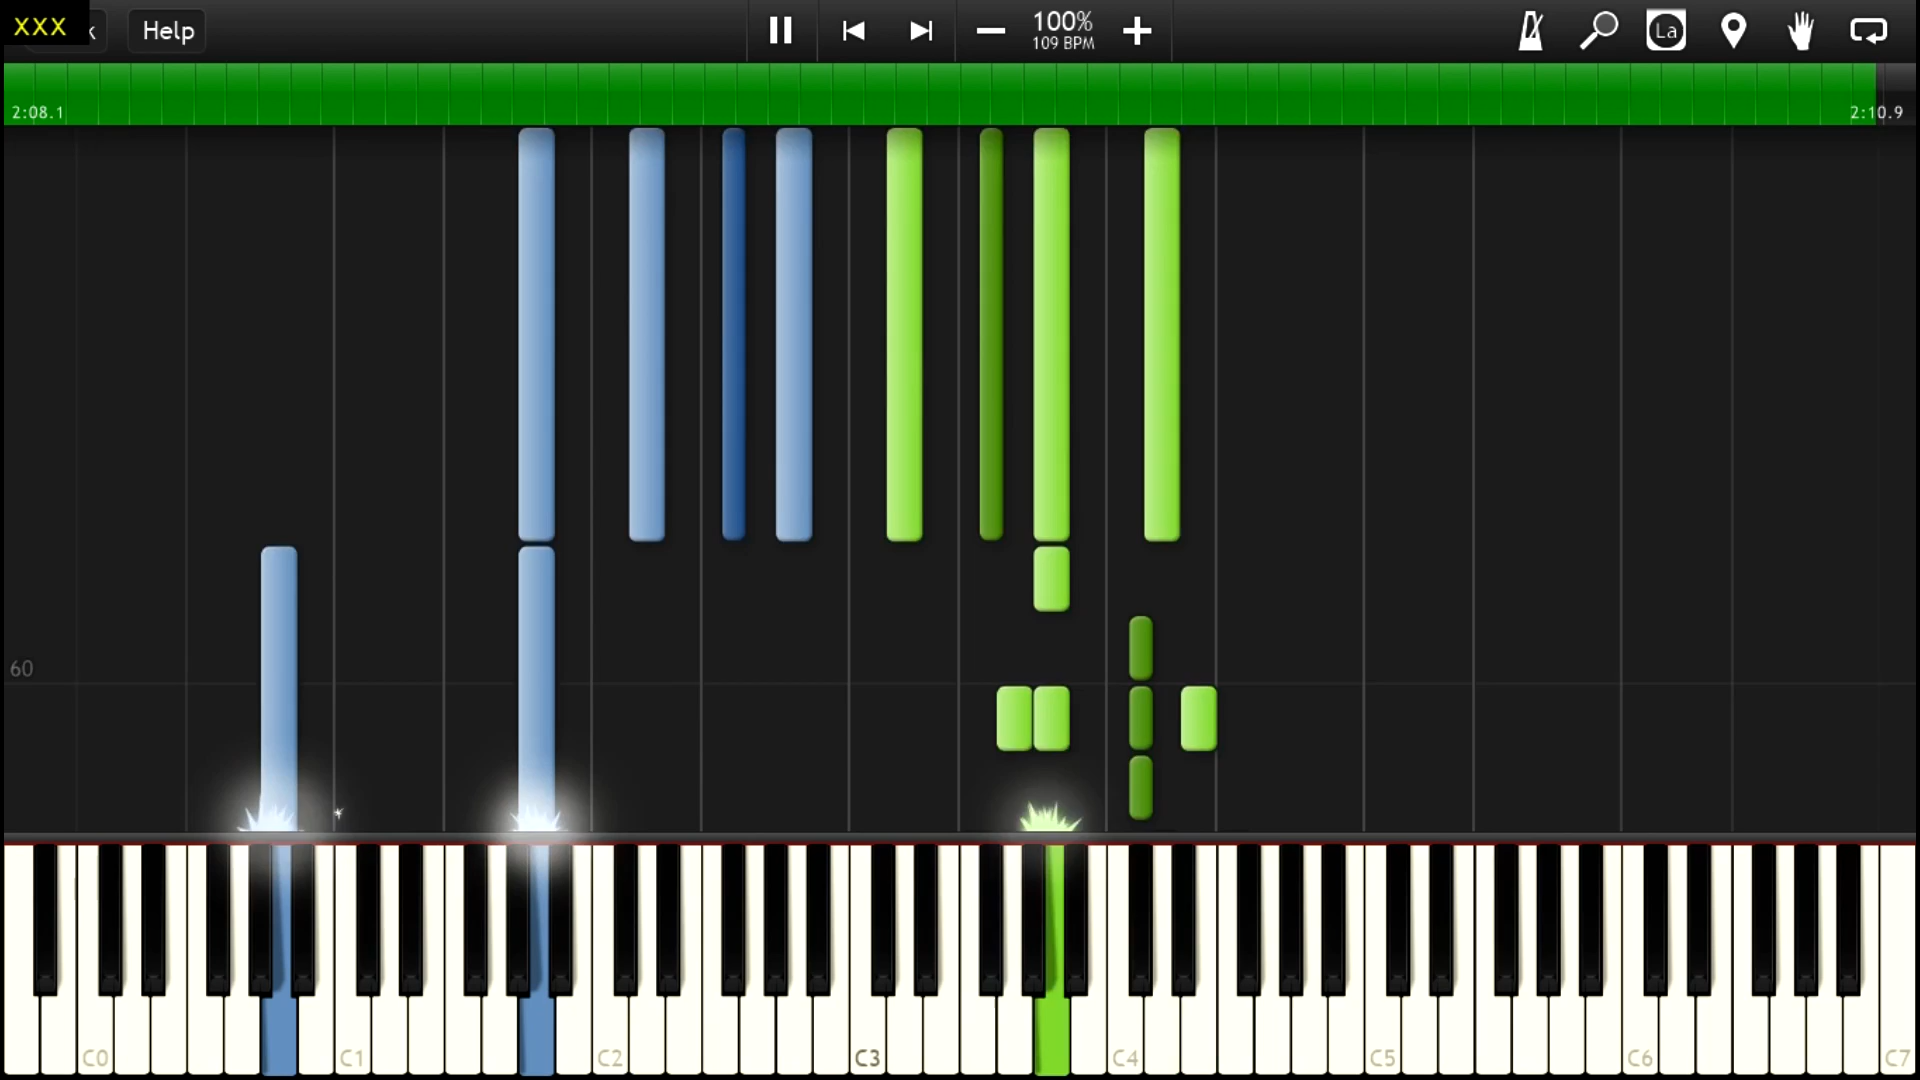 XXX
k
Help
100%
109 BPM
La
2:08.1
2:10.9
60
C0
C1
C2
C3
C4
C5
C6
C7